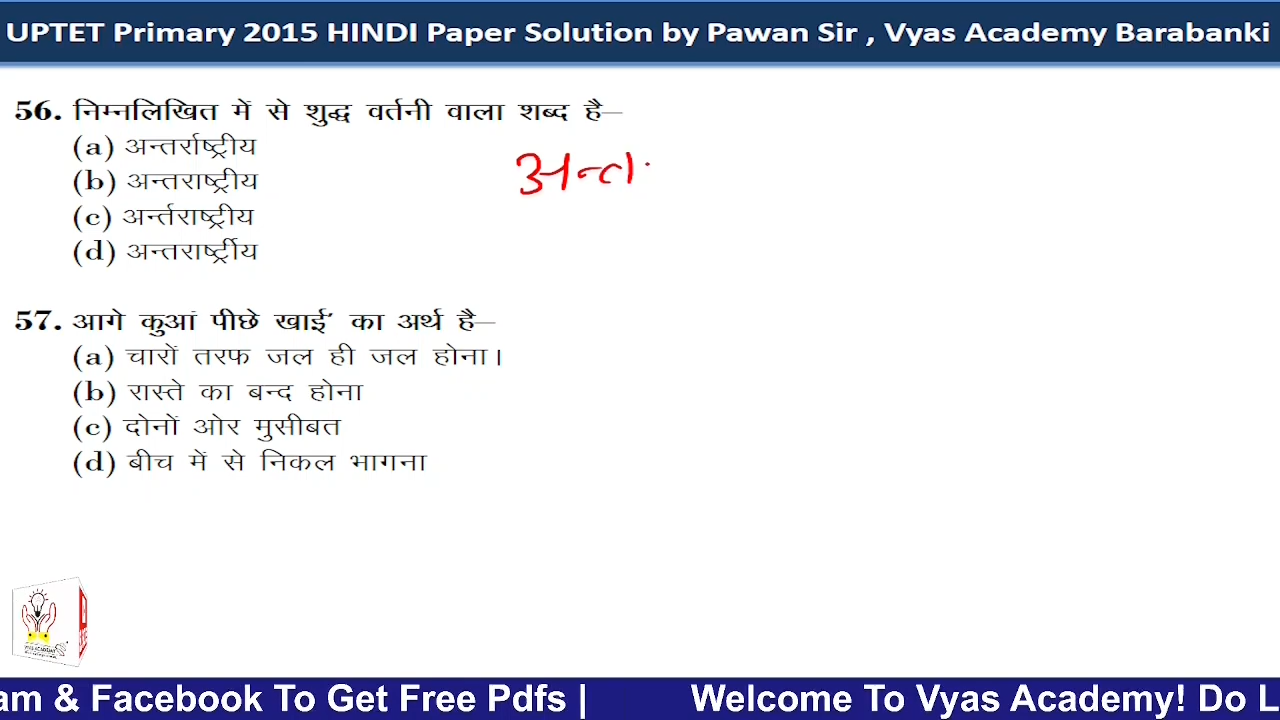 UPTET Primary 2015 HINDI Paper Solution by Pawan Sir , Vyas Academy Barabanki
56. निम्नलिखित में से शुद्ध वर्तनी वाला शब्द है–
(a) अन्तर्राष्ट्रीय
(b) अन्तराष्ट्रीय
(c) अर्न्तराष्ट्रीय
(d) अन्तरार्ष्ट्रीय
अन्त
57. आगे कुआं पीछे खाई' का अर्थ है–
(a) चारों तरफ जल ही जल होना।
(b) रास्ते का बन्द होना
(c) दोनों ओर मुसीबत
(d) बीच में से निकल भागना
VYAS ACADEMY
am & Facebook To Get Free Pdfs | Welcome To Vyas Academy! Do L